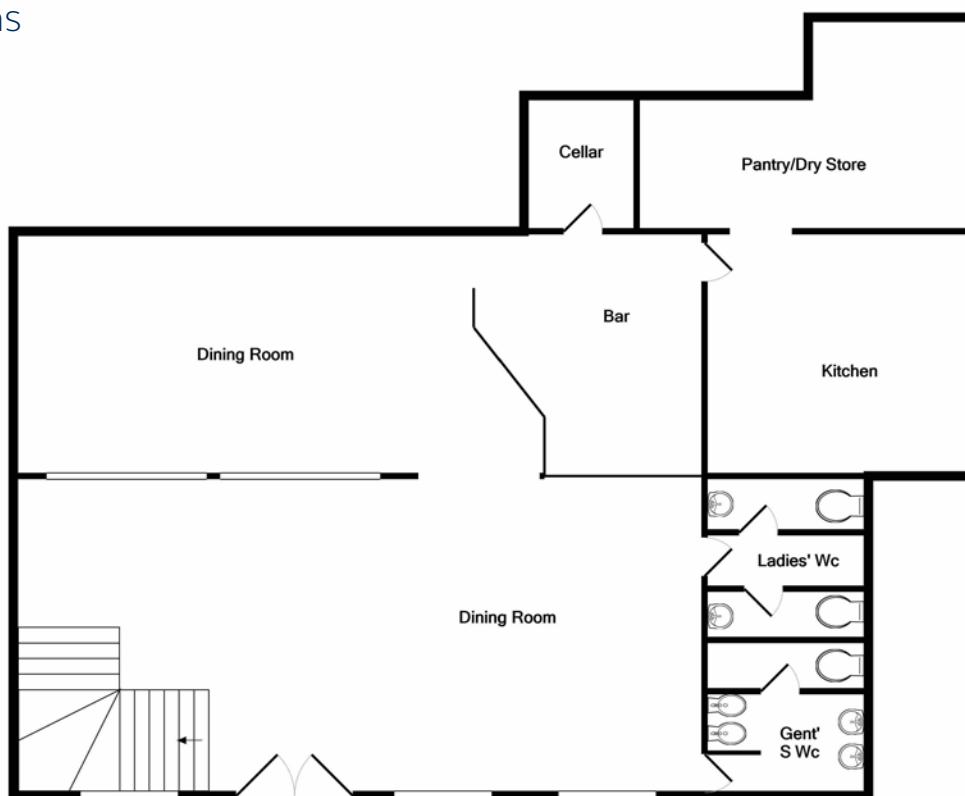 Cellar
Pantry/Dry Store
Bar
Dining Room
Kitchen
Ladies' Wc
Dining Room
Gent'
S Wc